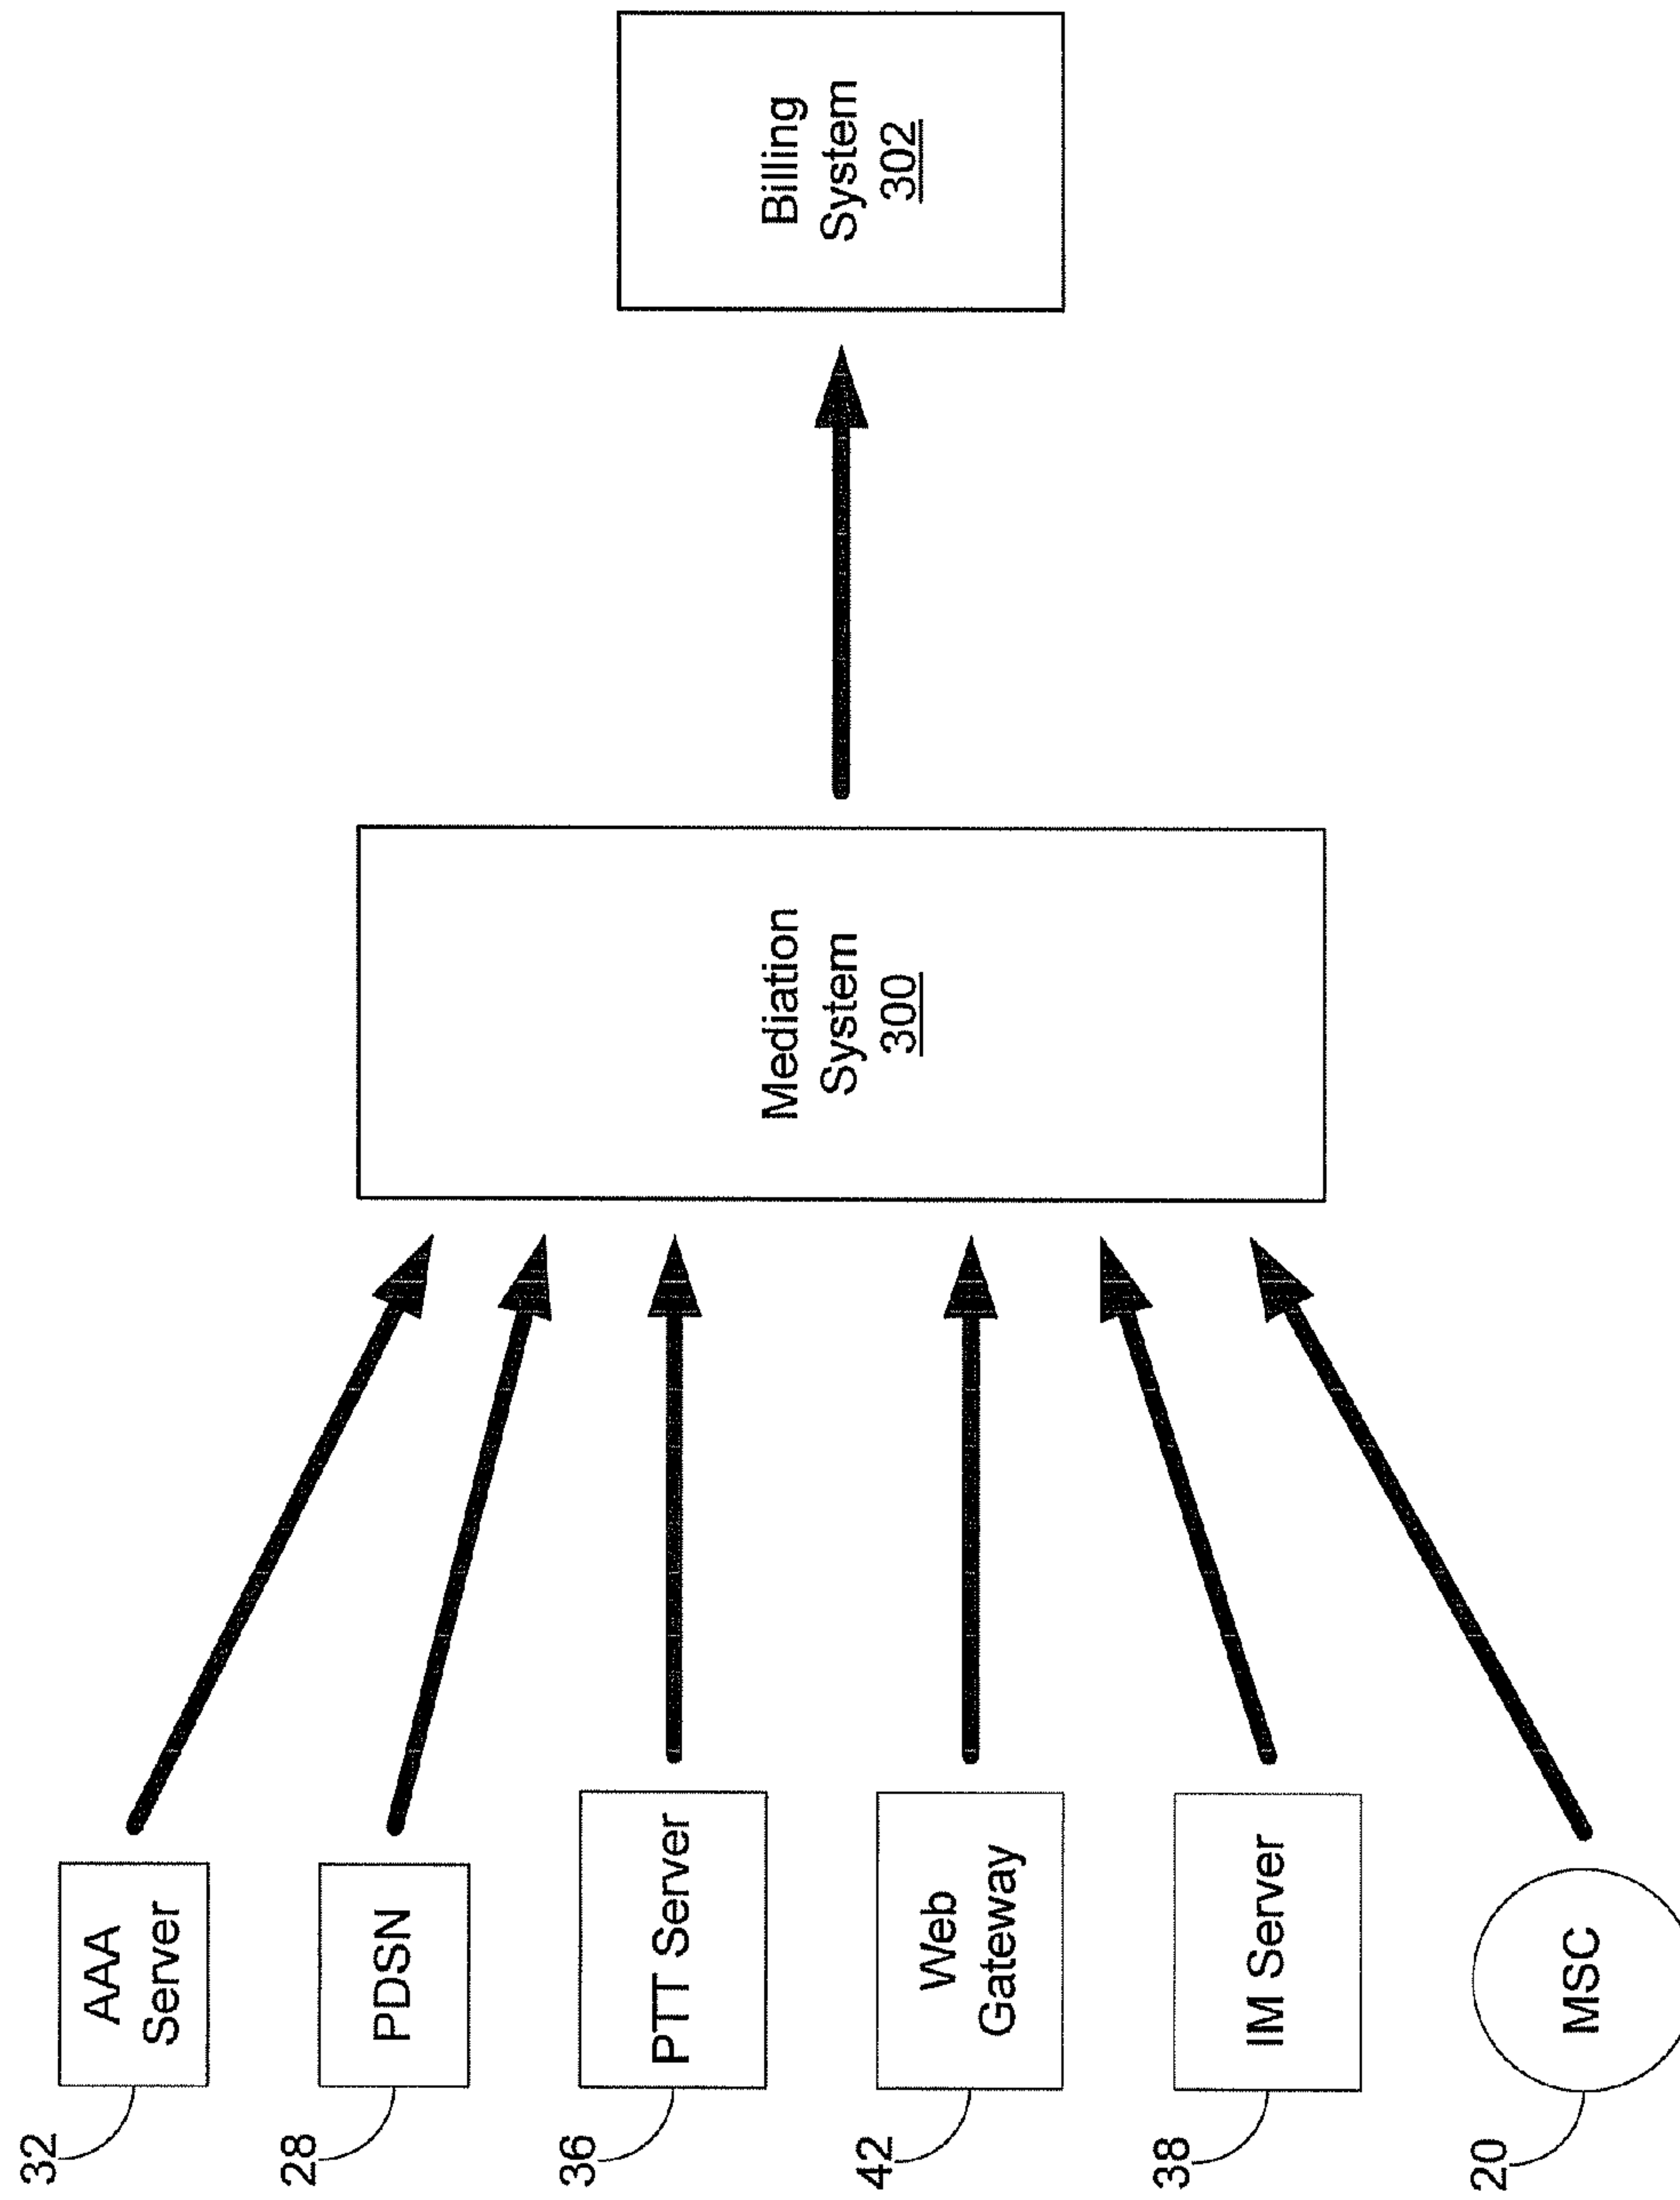 32
AAA
Server
28
PDSN
36
PTT Server
42
Web
Gateway
38
IM Server
20
MSC
Mediation
System
300
Billing
System
302